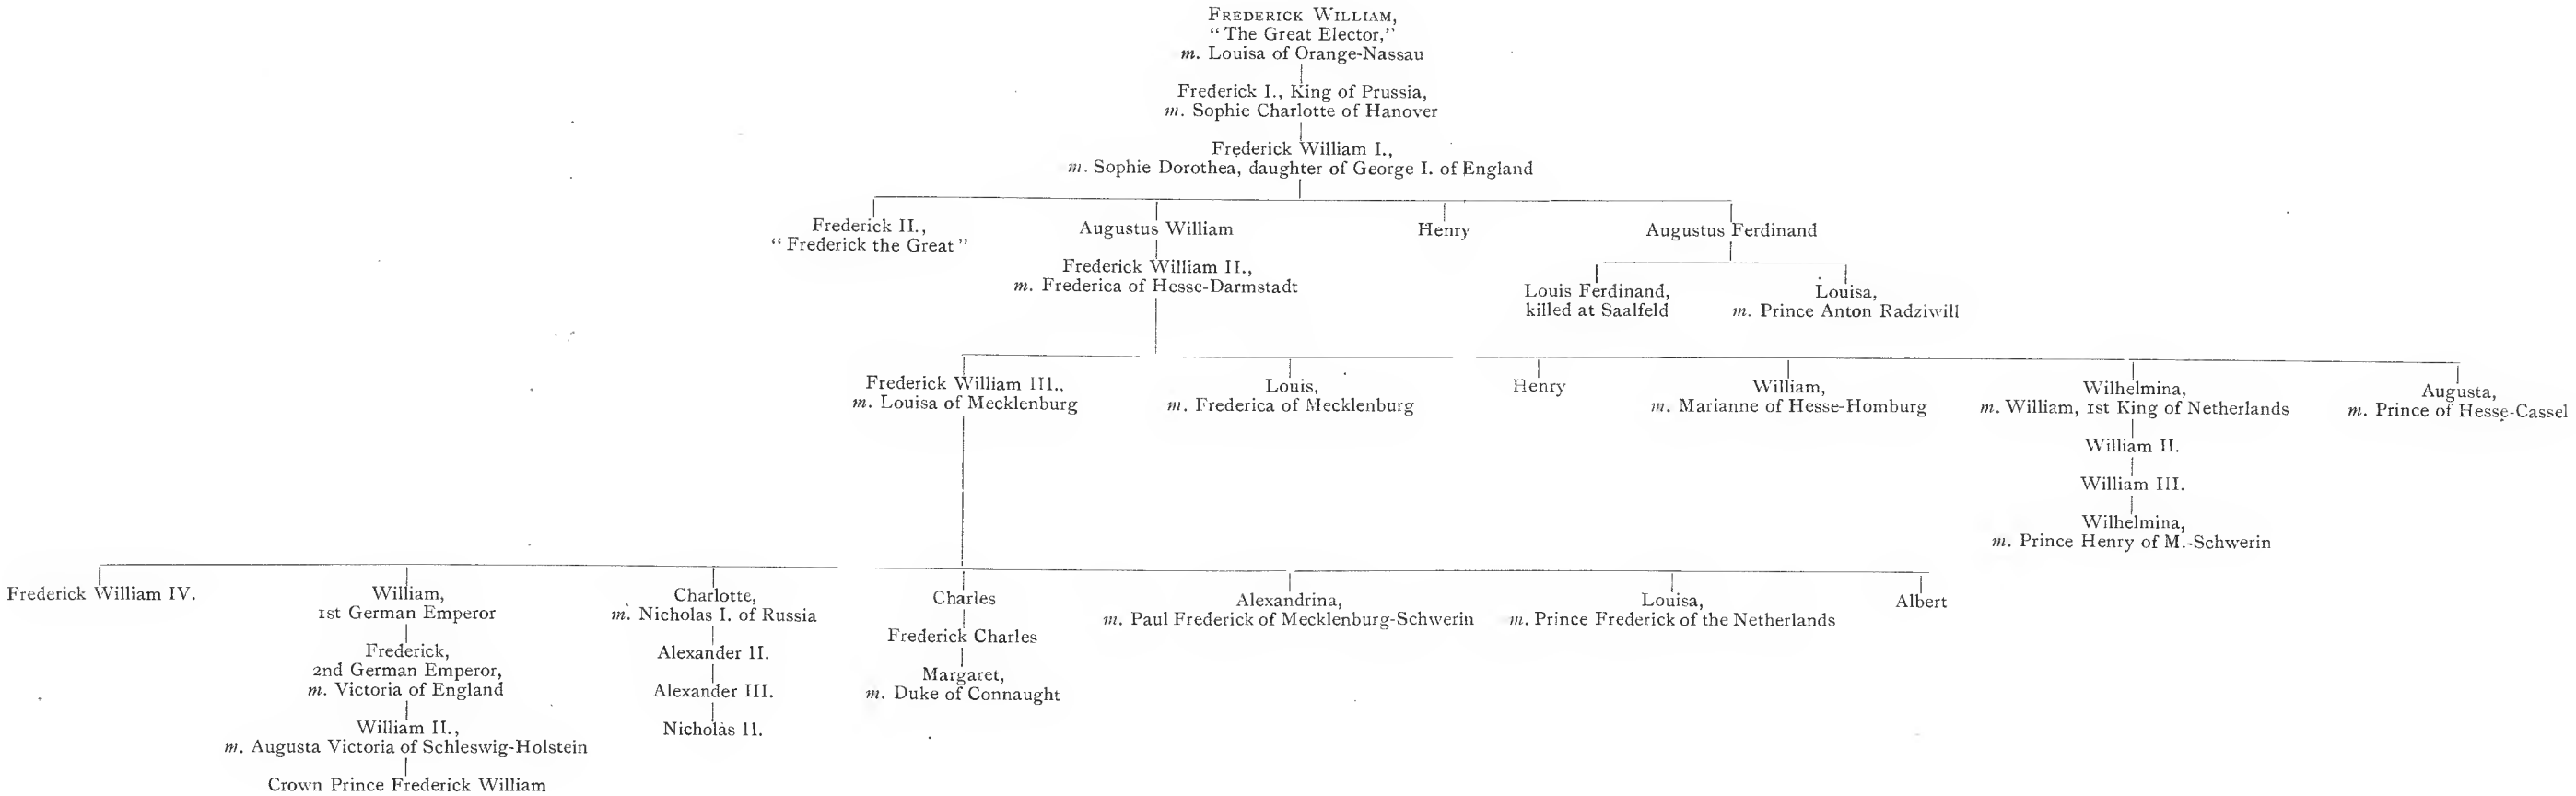 FREDERICK WILLIAM,
“The Great Elector,”
m. Louisa of Orange-Nassau
Frederick I., King of Prussia,
m. Sophie Charlotte of Hanover
Frederick William I.,
m. Sophie Dorothea, daughter of George I. of England
Frederick II.,
“Frederick the Great”
Augustus William
Henry
Augustus Ferdinand
Frederick William II.,
m. Frederica of Hesse-Darmstadt
Louis Ferdinand,
killed at Saalfeld
Louisa,
m. Prince Anton Radziwill
Frederick William III.,
m. Louisa of Mecklenburg
Louis,
m. Frederica of Mecklenburg
Henry
William,
m. Marianne of Hesse-Homburg
Wilhelmina,
m. William, 1st King of Netherlands
William II.
William III.
Wilhelmina,
m. Prince Henry of M.-Schwerin
Augusta,
m. Prince of Hesse-Cassel
Frederick William IV.
William,
1st German Emperor
Frederick,
2nd German Emperor,
m. Victoria of England
William II.,
m. Augusta Victoria of Schleswig-Holstein
Crown Prince Frederick William
Charlotte,
m. Nicholas I. of Russia
Alexander II.
Alexander III.
Nicholas II.
Charles
Frederick Charles
Margaret,
m. Duke of Connaught
Alexandrina,
m. Paul Frederick of Mecklenburg-Schwerin
Louisa,
m. Prince Frederick of the Netherlands
Albert